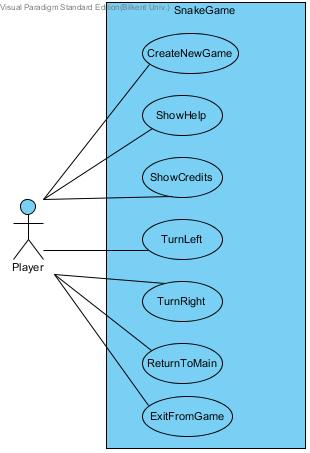 Visual Paradigm Standard Edition(Bilkent Univ.)
SnakeGame
CreateNewGame
ShowHelp
ShowCredits
TurnLeft
Player
TurnRight
ReturnToMain
ExitFromGame